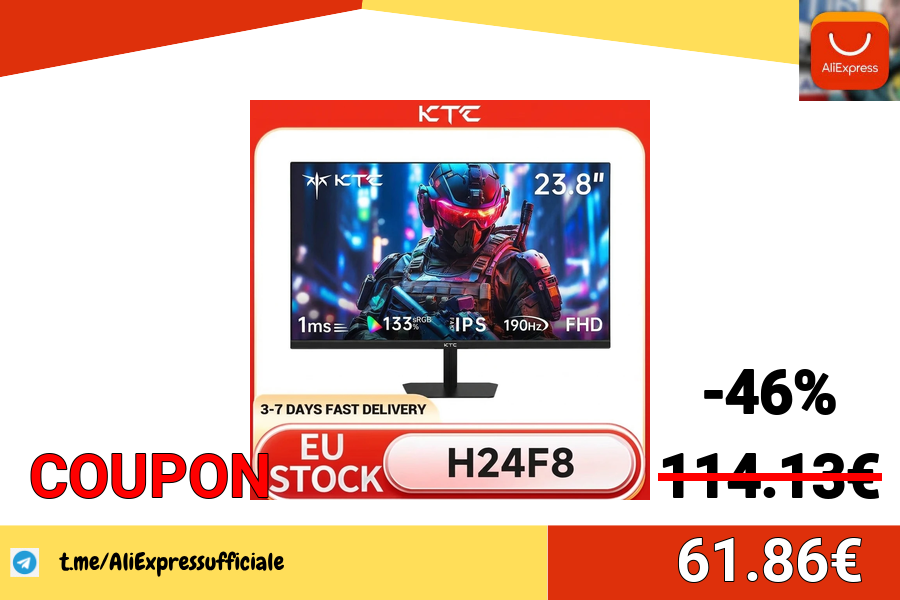 AliExpress
KTC
KTC
23.8"
1ms
133% sRGB
FAST IPS
190Hz
FHD
KTC
3-7 DAYS FAST DELIVERY
EU
STOCK
H24F8
-46%
COUPON
114.13€
t.me/AliExpressufficiale
61.86€